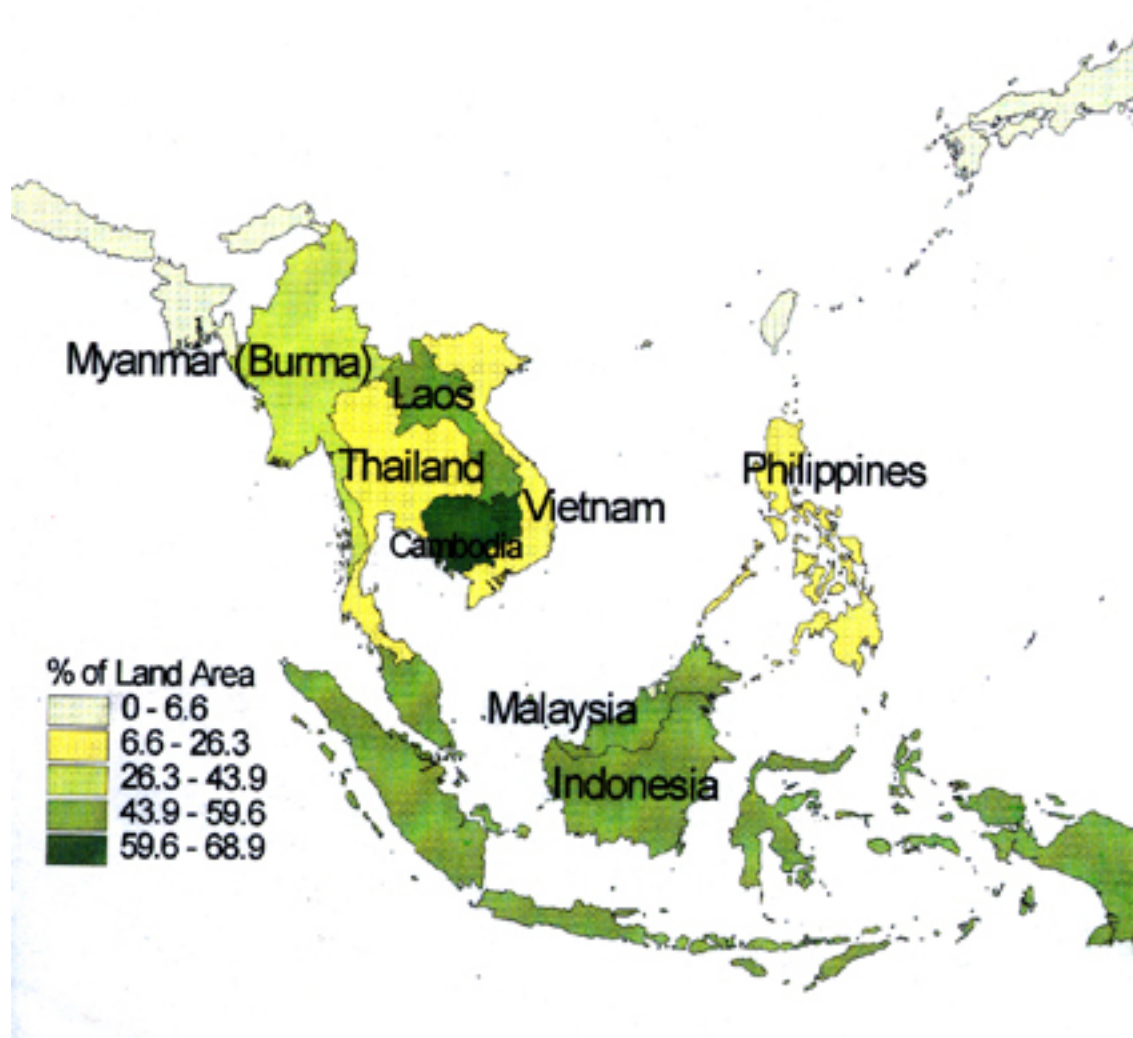 Myanmar (Burma)
Laos
Thailand
Philippines
Vietnam
Cambodia
Malaysia
Indonesia
% of Land Area
0 - 6.6
6.6 - 26.3
26.3 - 43.9
43.9 - 59.6
59.6 - 68.9